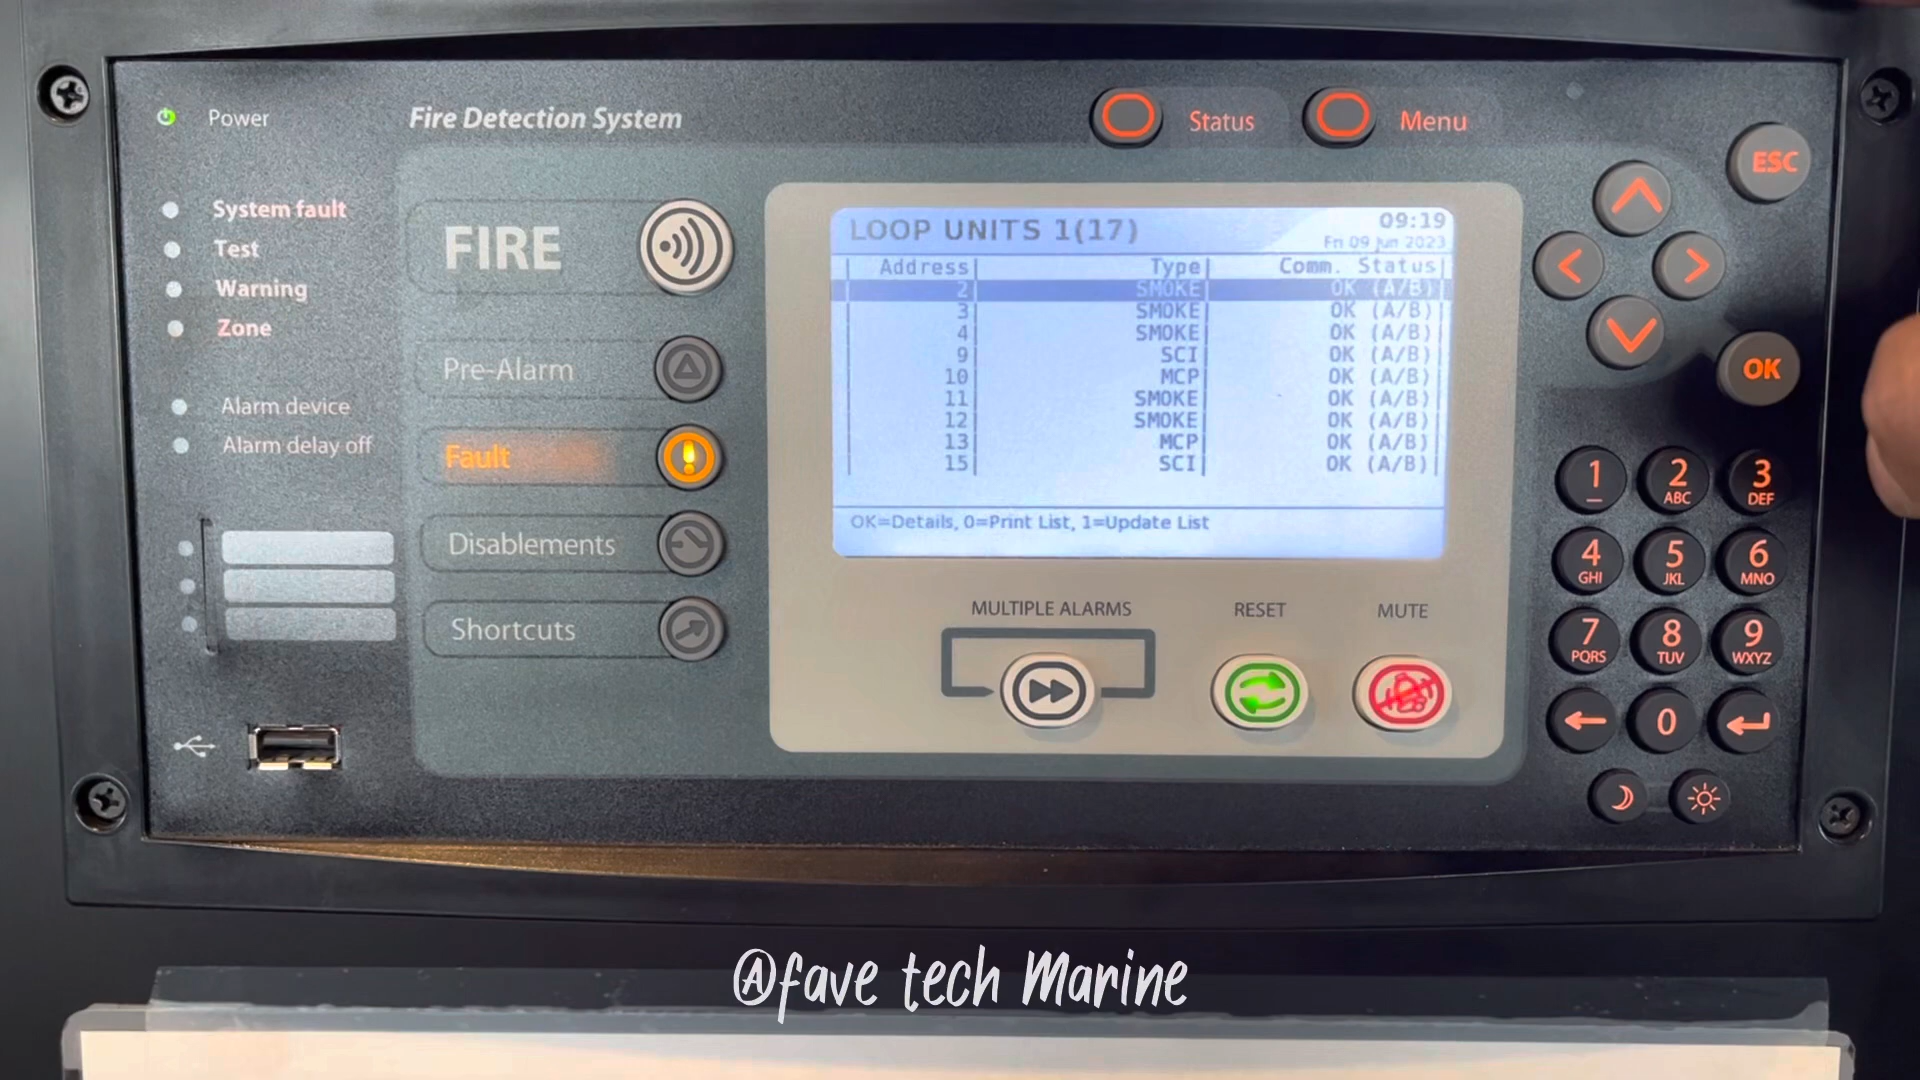 Power
Fire Detection System
Status
Menu
ESC
System fault
Test
Warning
Zone
Alarm device
Alarm delay off
FIRE
Pre-Alarm
Fault
Disablements
Shortcuts
LOOP UNITS 1(17)
09:19
Fri 09 Jun 2023
Address Type Comm. Status
2 SMOKE OK (A/B)
3 SMOKE OK (A/B)
4 SMOKE OK (A/B)
9 SCI OK (A/B)
10 MCP OK (A/B)
11 SMOKE OK (A/B)
12 SMOKE OK (A/B)
13 MCP OK (A/B)
15 SCI OK (A/B)
OK=Details, 0=Print List, 1=Update List
MULTIPLE ALARMS
RESET
MUTE
OK
1 2 ABC 3 DEF
4 GHI 5 JKL 6 MNO
7 PQRS 8 TUV 9 WXYZ
0
@fave tech Marine